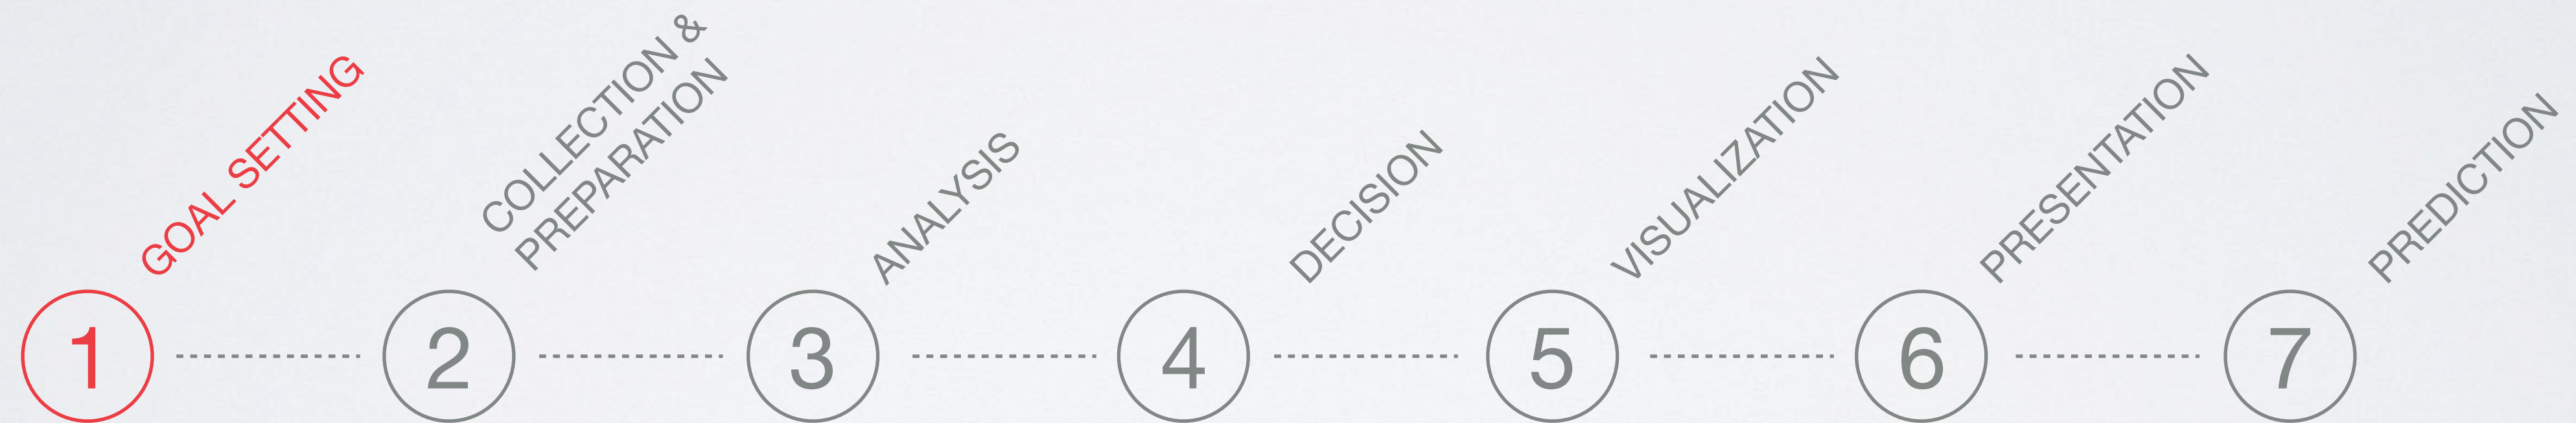 GOAL SETTING
COLLECTION &
PREPARATION
ANALYSIS
DECISION
VISUALIZATION
PRESENTATION
PREDICTION
1
2
3
4
5
6
7